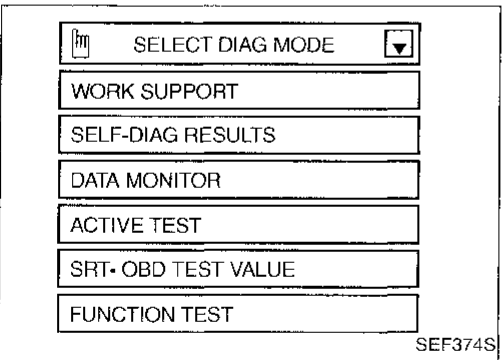 SELECT DIAG MODE
WORK SUPPORT
SELF-DIAG RESULTS
DATA MONITOR
ACTIVE TEST
SRT- OBD TEST VALUE
FUNCTION TEST
SEF374S